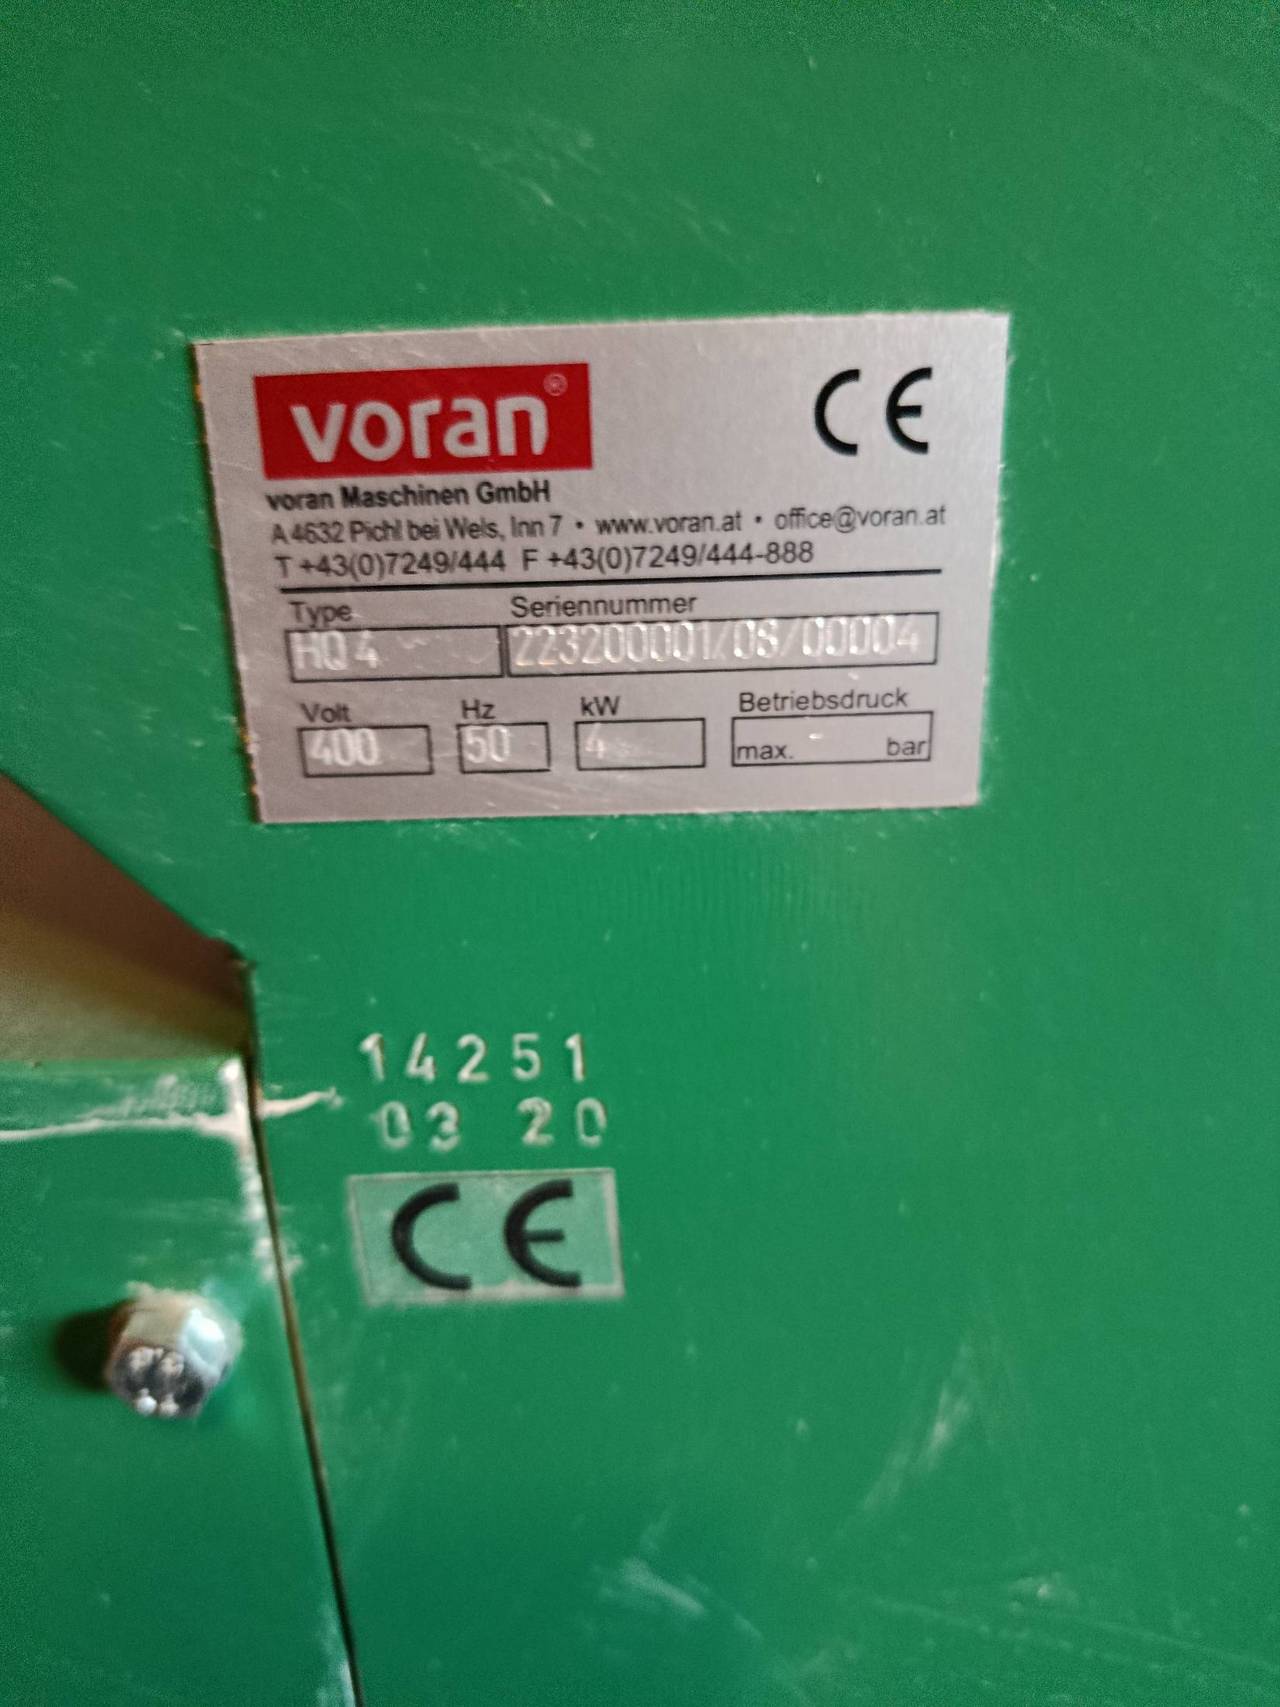 voran®
CE
voran Maschinen GmbH
A 4632 Pichl bei Wels, Inn 7 • www.voran.at • office@voran.at
T +43(0)7249/444 F +43(0)7249/444-888
Type Seriennummer
HQ4 223200001/08/00004
Volt Hz kW Betriebsdruck
400 50 4 max. - bar
14251
03 20
CE